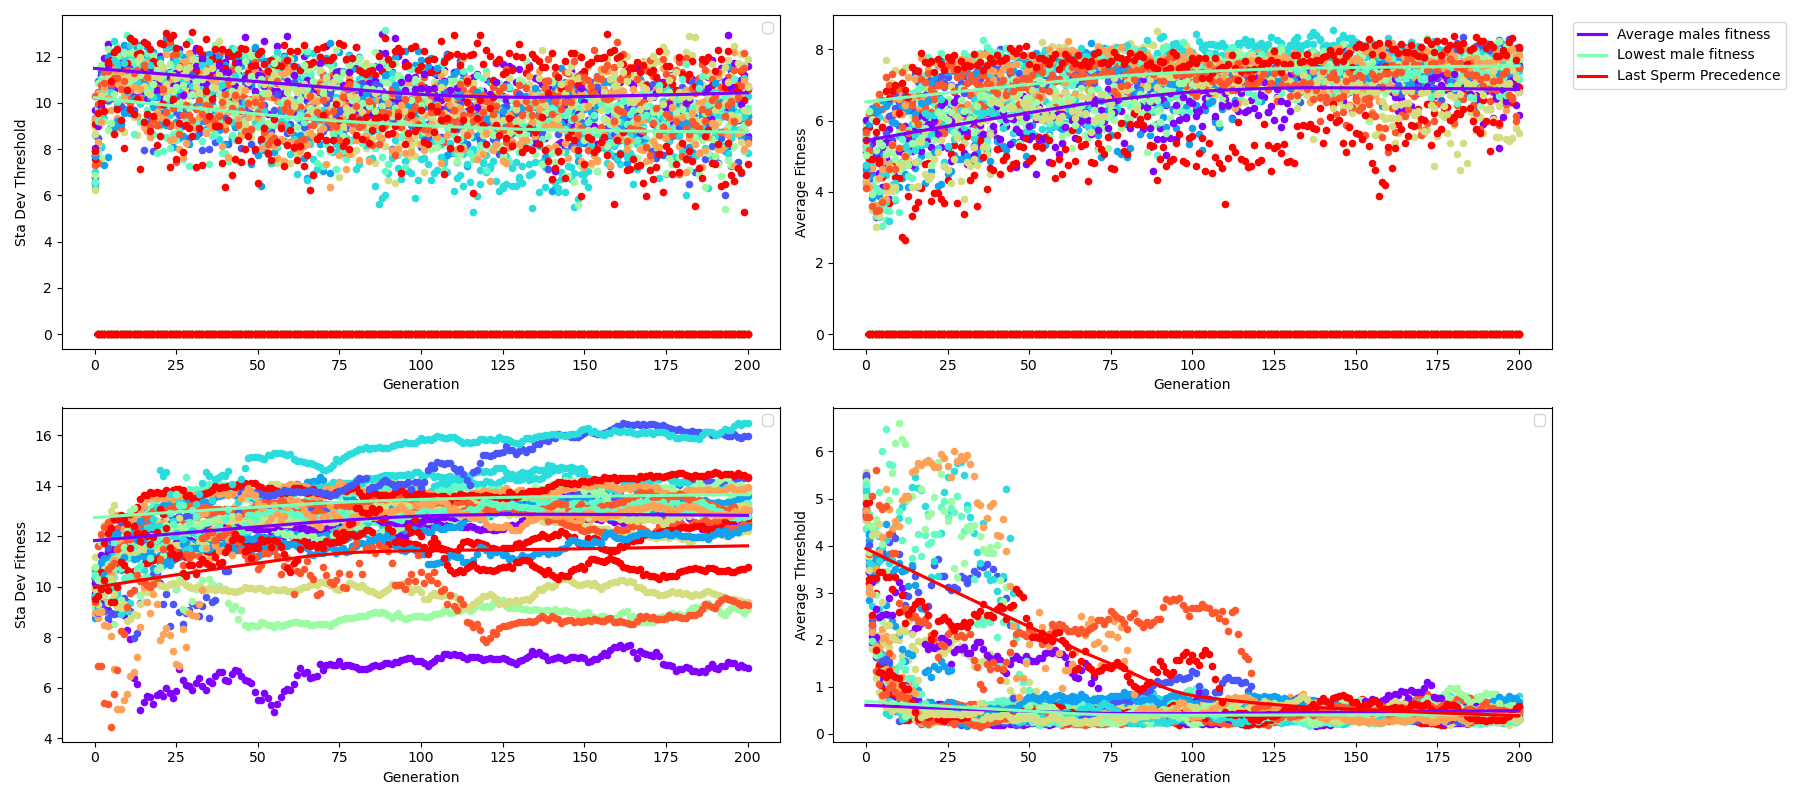 Sta Dev Threshold
12
10
8
6
4
2
0
0 25 50 75 100 125 150 175 200
Generation
Average Fitness
8
6
4
2
0
0 25 50 75 100 125 150 175 200
Generation
Average males fitness
Lowest male fitness
Last Sperm Precedence
Sta Dev Fitness
16
14
12
10
8
6
4
0 25 50 75 100 125 150 175 200
Generation
Average Threshold
6
5
4
3
2
1
0
0 25 50 75 100 125 150 175 200
Generation